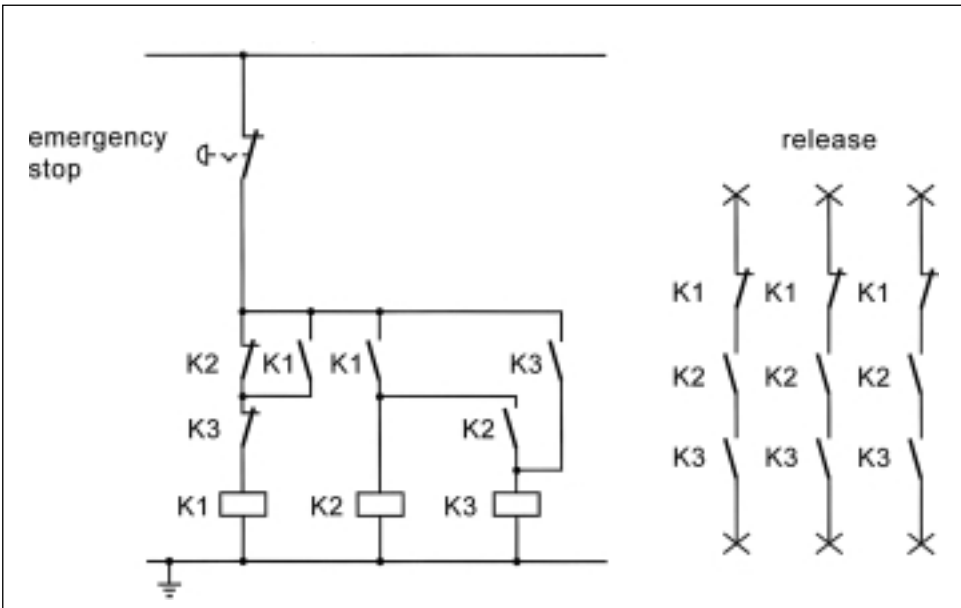 emergency
stop
release
K1 K1 K1
K2 K1 K1 K3
K2 K2 K2
K3 K2
K3 K3 K3
K1 K2 K3